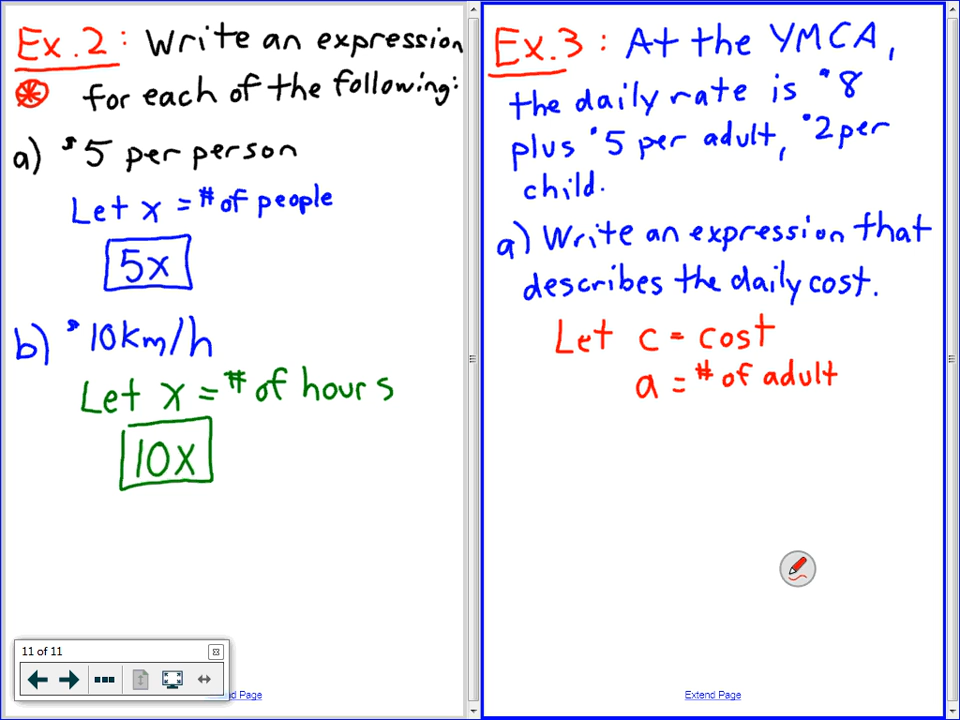 Ex.2: Write an expression
for each of the following:
a) $5 per person
Let x = # of people
5x
b) $10km/h
Let x = # of hours
10x
11 of 11
Extend Page
Ex.3: At the YMCA,
the daily rate is $8
plus $5 per adult, $2 per
child.
a) Write an expression that
describes the daily cost.
Let c = cost
a = # of adult
Extend Page